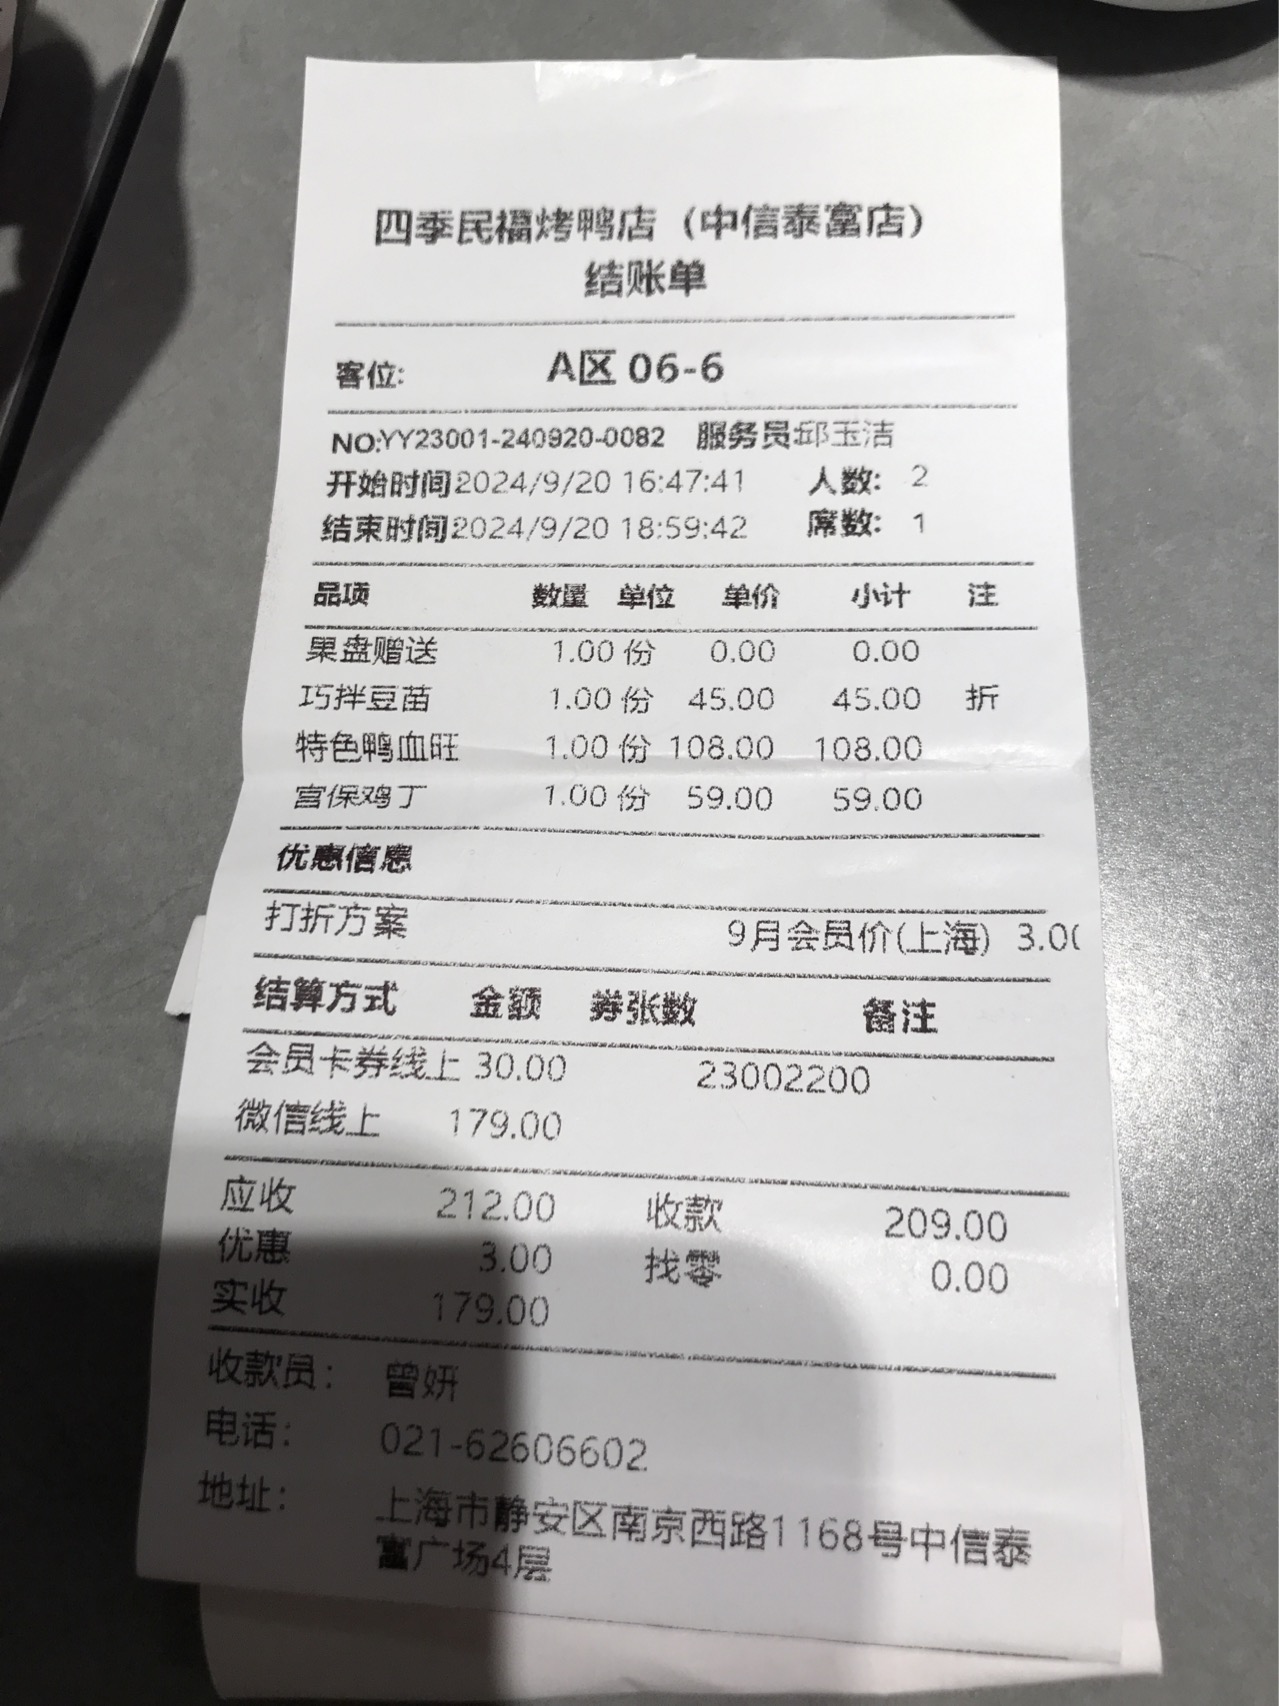 四季民福烤鸭店（中信泰富店）
结账单
客位: A区 06-6
NO:YY23001-240920-0082 服务员:邱玉洁
开始时间2024/9/20 16:47:41 人数: 2
结束时间2024/9/20 18:59:42 席数: 1
品项 数量 单位 单价 小计 注
果盘赠送 1.00 份 0.00 0.00
巧拌豆苗 1.00 份 45.00 45.00 折
特色鸭血旺 1.00 份 108.00 108.00
宫保鸡丁 1.00 份 59.00 59.00
优惠信息
打折方案 9月会员价(上海) 3.00
结算方式 金额 券张数 备注
会员卡券线上 30.00 23002200
微信线上 179.00
应收 212.00 收款 209.00
优惠 3.00 找零 0.00
实收 179.00
收款员： 曾妍
电话： 021-62606602
地址： 上海市静安区南京西路1168号中信泰
富广场4层